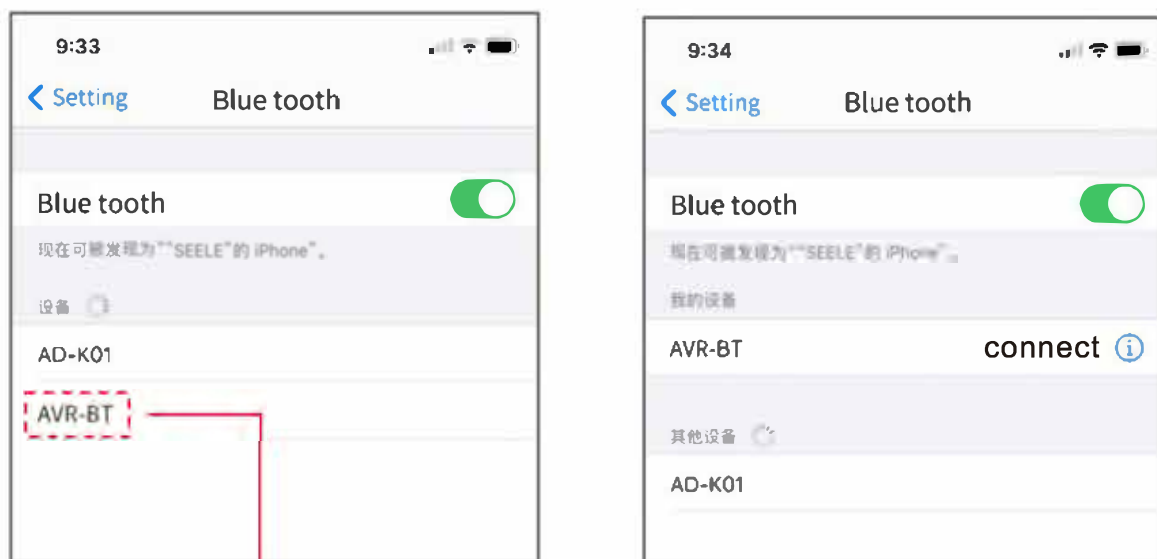 9:33
Setting
Blue tooth
Blue tooth
现在可被发现为““SEELE”的 iPhone”。
设备
AD-K01
AVR-BT
9:34
Setting
Blue tooth
Blue tooth
现在可被发现为““SEELE”的 iPhone”。
我的设备
AVR-BT
connect
其他设备
AD-K01